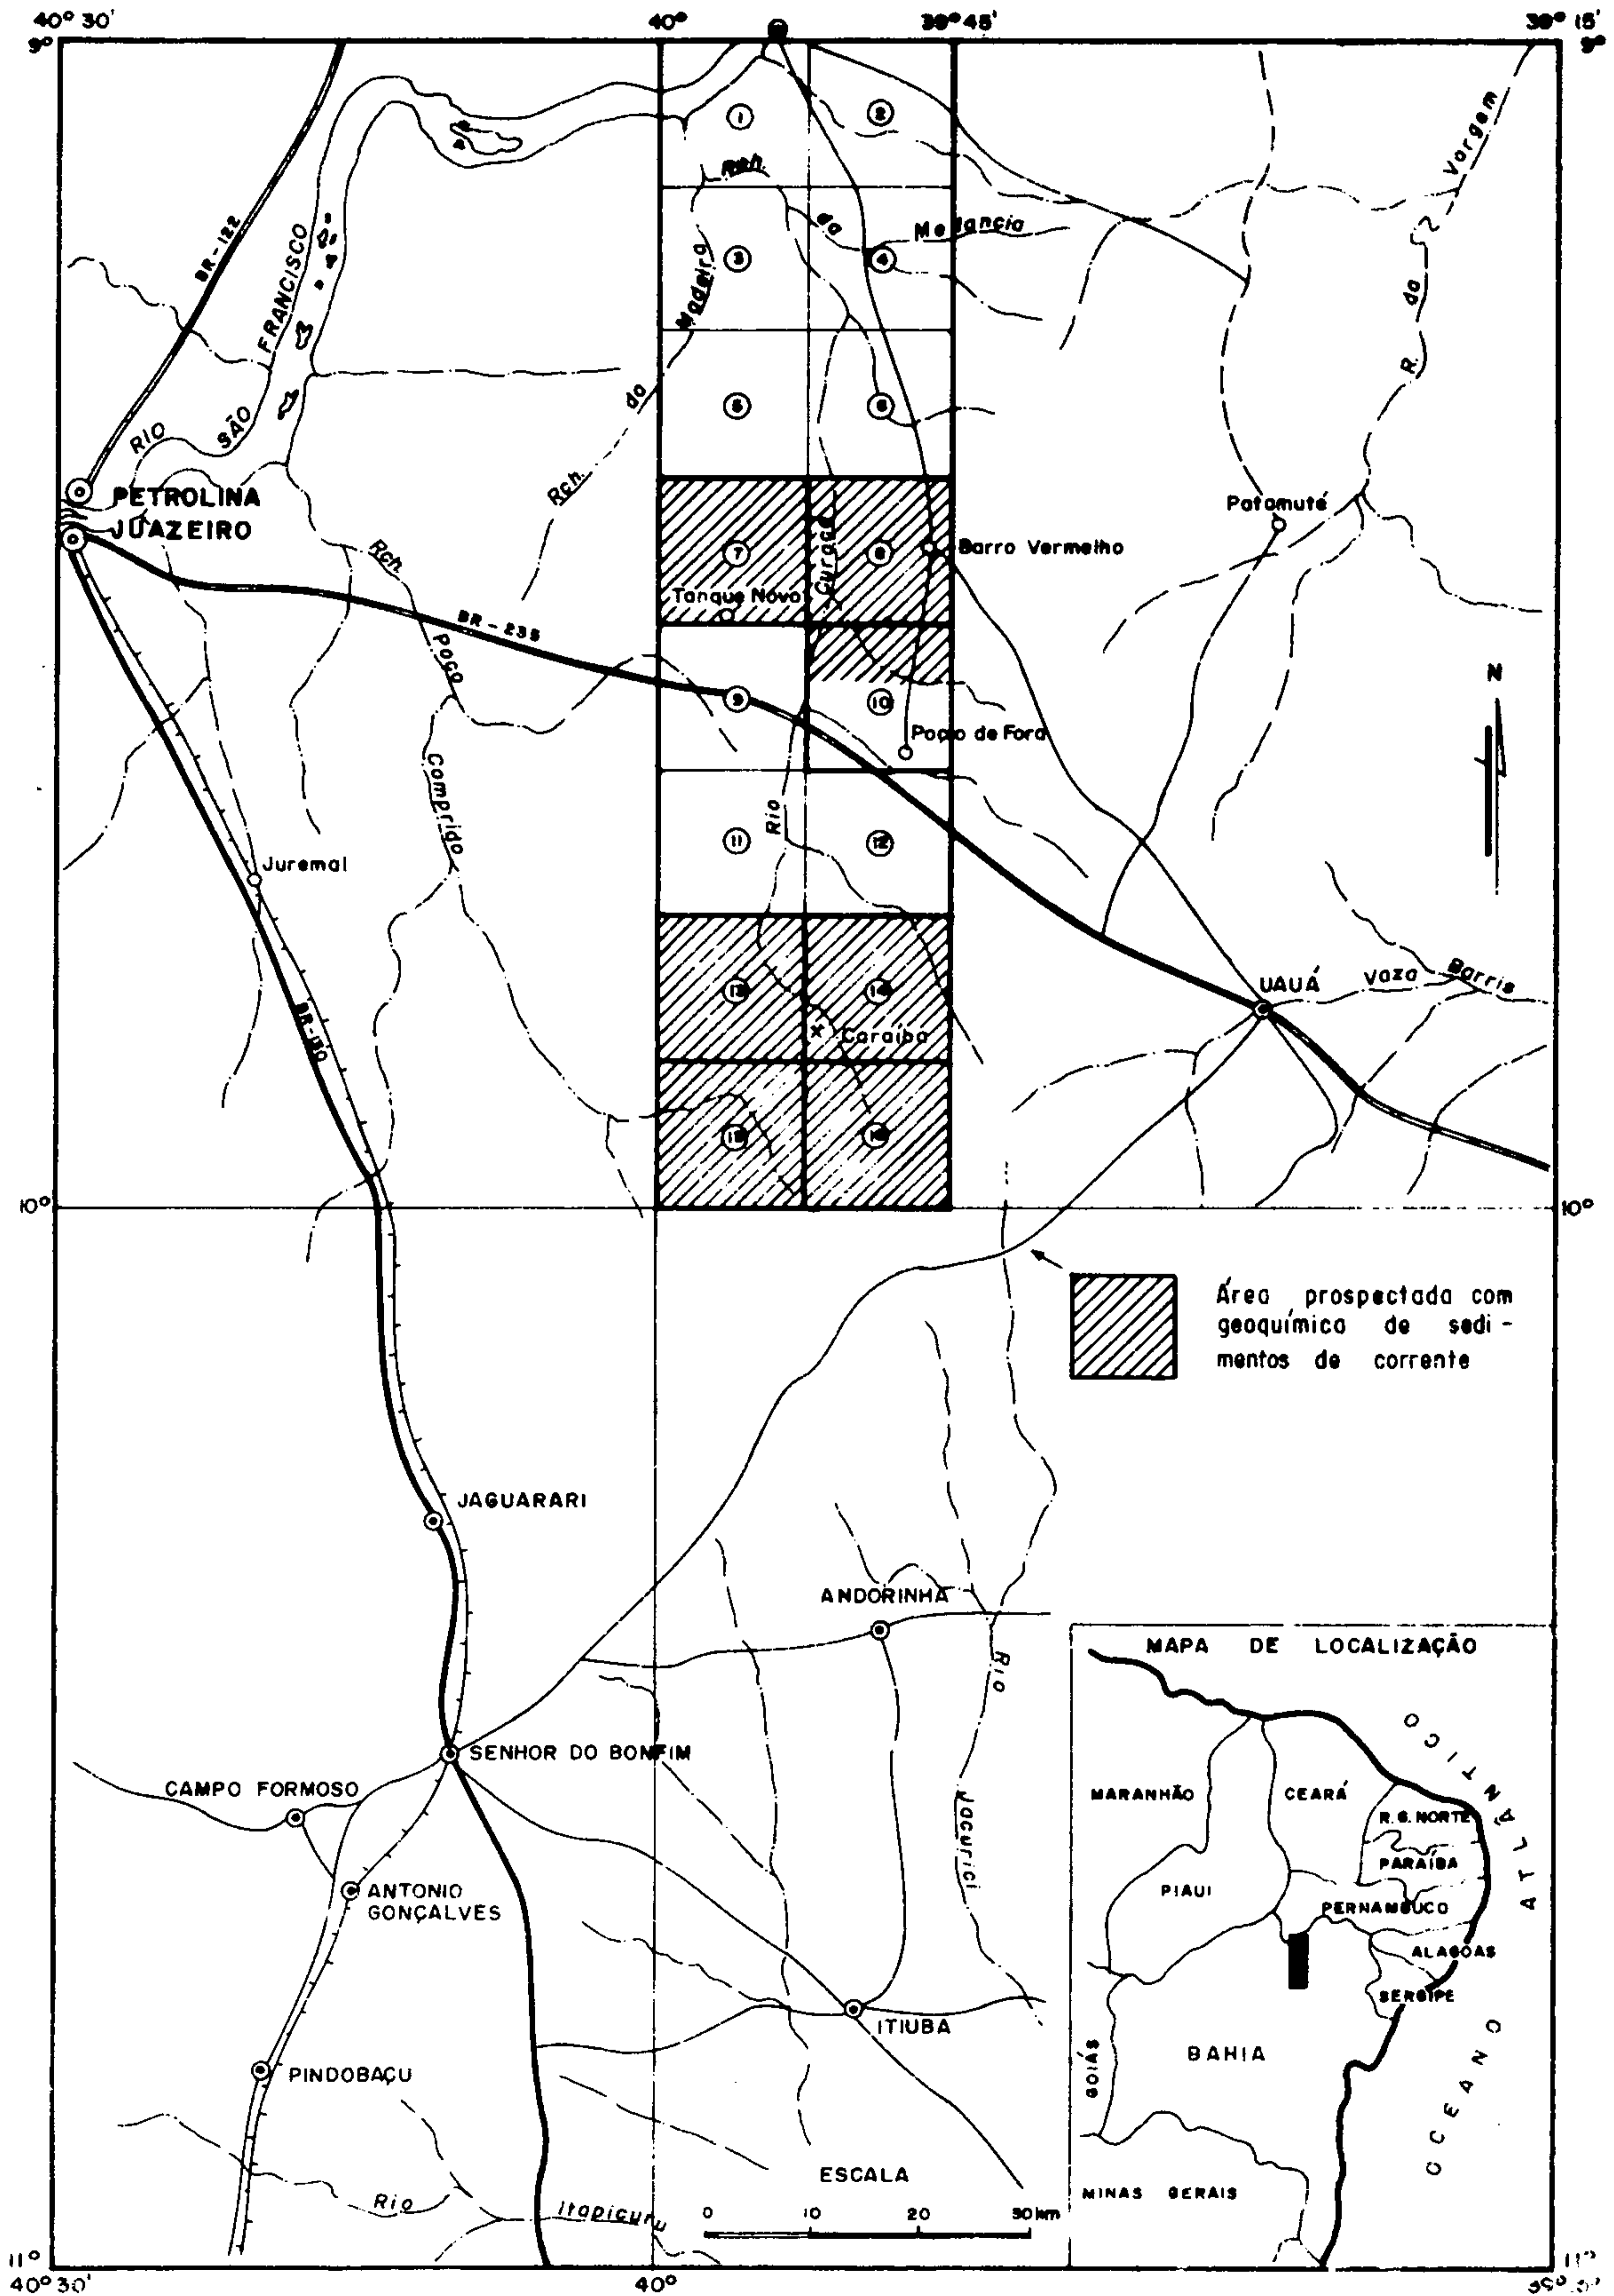 40° 30'
40°
39° 45'
39° 15'
9°
9°
1
2
Rch.
da
Melancia
Vargem
da
R.
BR-122
FRANCISCO
SÃO
RIO
Madeira
da
Rch.
3
4
5
6
PETROLINA
JUAZEIRO
Patamuté
Curaçá
7
8
Barro Vermelho
Tanque Novo
Rch.
Poço
Comprido
BR-235
9
10
Poço de Fora
N
Rio
11
12
Juremal
13
14
UAUÁ
Vaza Barris
x Caraíba
BR-130
15
16
10°
10°
Área prospectada com
geoquímica de sedi-
mentos de corrente
JAGUARARI
ANDORINHA
Rio
Jacurici
SENHOR DO BONFIM
CAMPO FORMOSO
ANTONIO
GONÇALVES
ITIUBA
PINDOBAÇU
Rio
Itapicuru
ESCALA
0 10 20 30km
MAPA DE LOCALIZAÇÃO
OCEANO
ATLÂNTICO
MARANHÃO
CEARÁ
R.G. NORTE
PARAÍBA
PIAUI
PERNAMBUCO
ALAGOAS
SERGIPE
BAHIA
GOIÁS
MINAS GERAIS
11°
11°
40° 30'
40°